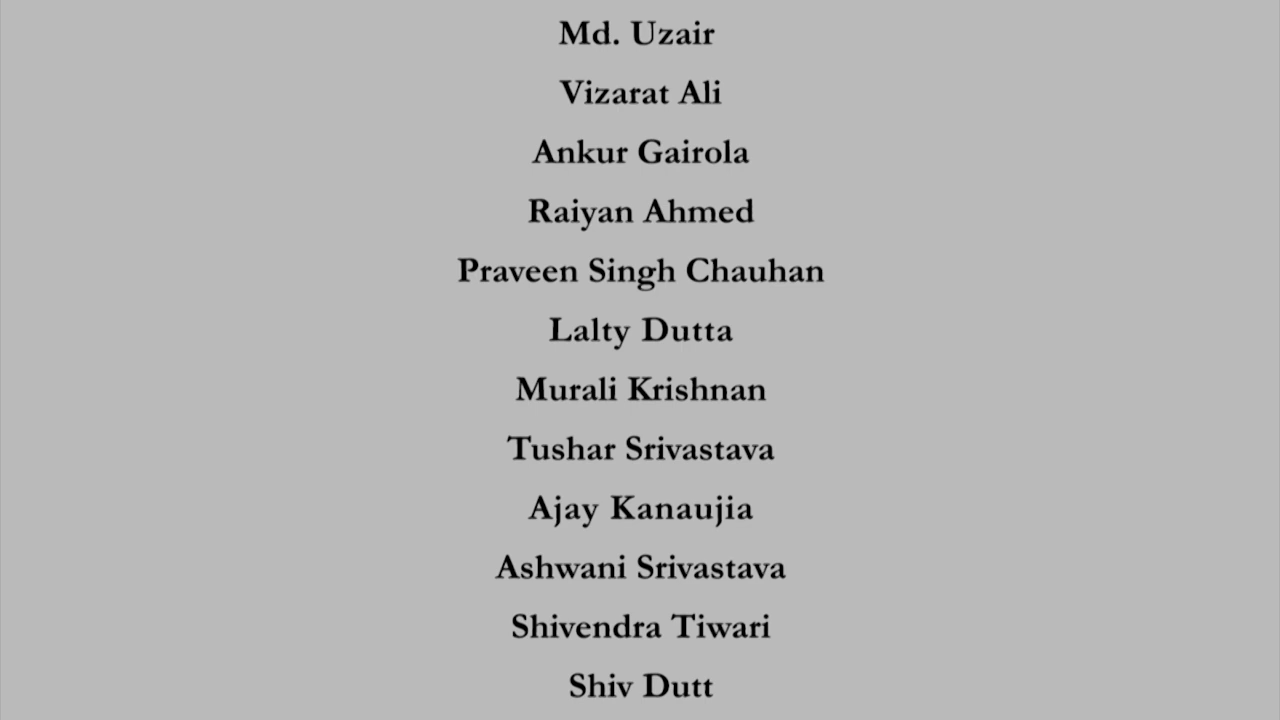 Md. Uzair
Vizarat Ali
Ankur Gairola
Raiyan Ahmed
Praveen Singh Chauhan
Lalty Dutta
Murali Krishnan
Tushar Srivastava
Ajay Kanaujia
Ashwani Srivastava
Shivendra Tiwari
Shiv Dutt